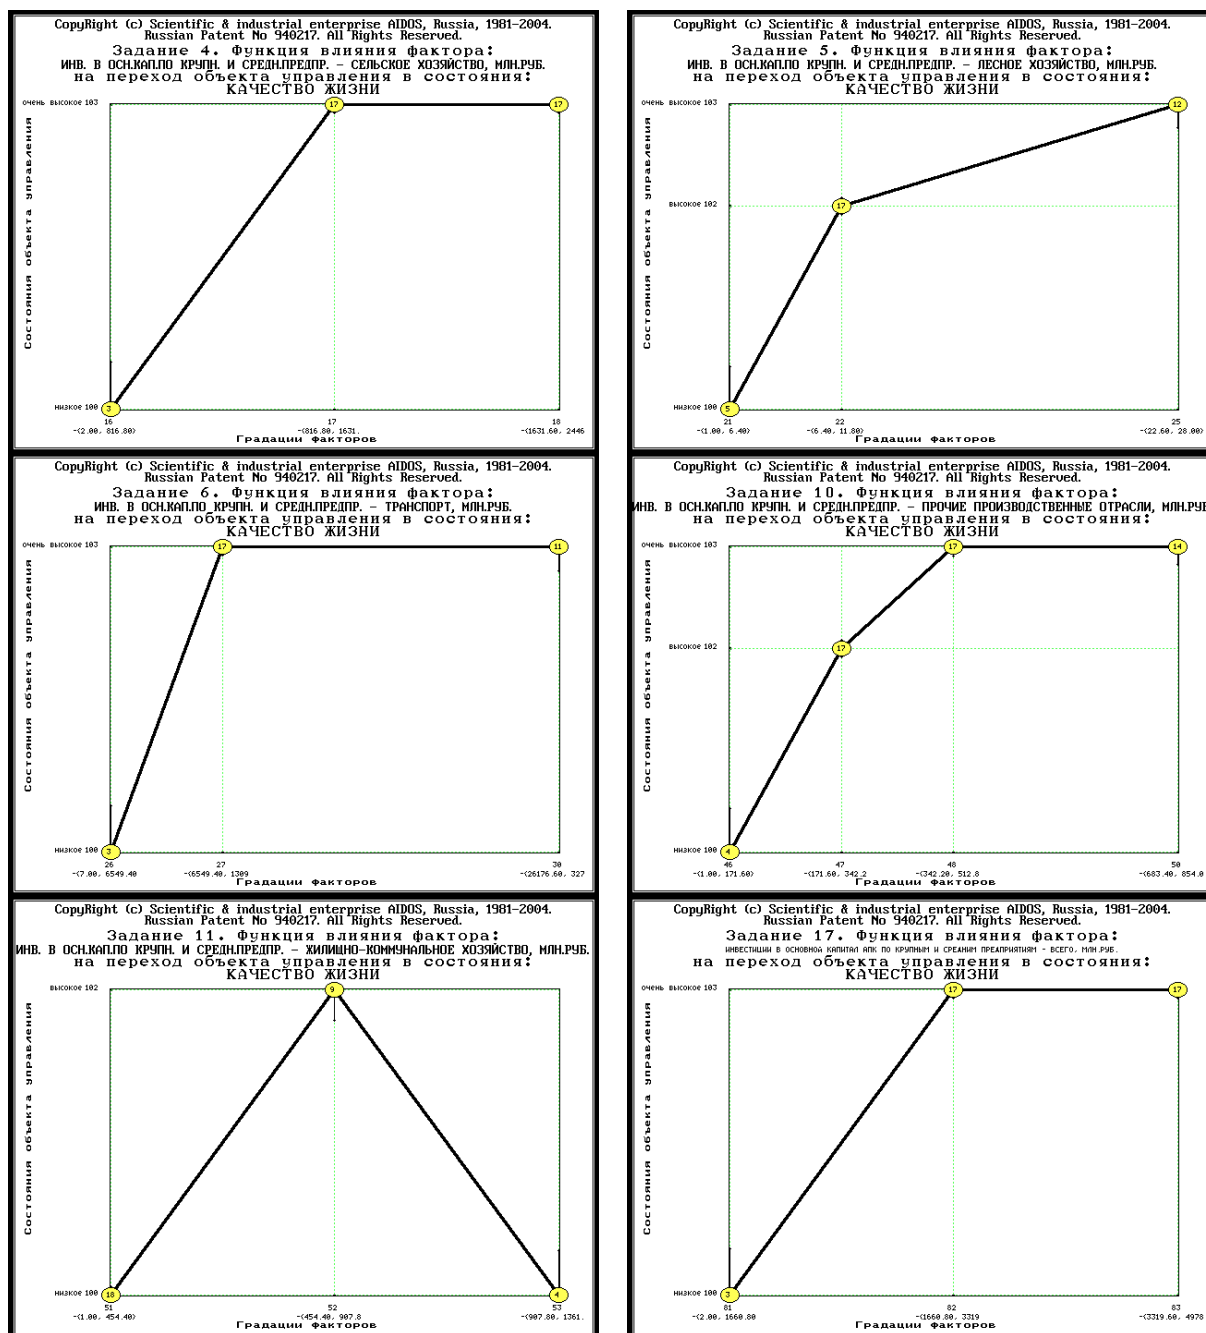 CopyRight (c) Scientific & industrial enterprise AIDOS, Russia, 1981-2004.
Russian Patent No 940217. All Rights Reserved.
Задание 4. Функция влияния фактора:
ИНВ. В ОСН.КАП.ПО КРУПН. И СРЕДН.ПРЕДПР. - СЕЛЬСКОЕ ХОЗЯЙСТВО, МЛН.РУБ.
на переход объекта управления в состояния:
КАЧЕСТВО ЖИЗНИ
очень высокое 103
17
17
Состояния объекта управления
низкое 100
3
16
17
18
-(2.00, 816.80)
-(816.80, 1631.
-(1631.60, 2446
Градации факторов
CopyRight (c) Scientific & industrial enterprise AIDOS, Russia, 1981-2004.
Russian Patent No 940217. All Rights Reserved.
Задание 5. Функция влияния фактора:
ИНВ. В ОСН.КАП.ПО КРУПН. И СРЕДН.ПРЕДПР. - ЛЕСНОЕ ХОЗЯЙСТВО, МЛН.РУБ.
на переход объекта управления в состояния:
КАЧЕСТВО ЖИЗНИ
очень высокое 103
12
высокое 102
17
Состояния объекта управления
низкое 100
5
21
22
25
-(1.00, 6.40)
-(6.40, 11.80)
-(22.60, 28.00)
Градации факторов
CopyRight (c) Scientific & industrial enterprise AIDOS, Russia, 1981-2004.
Russian Patent No 940217. All Rights Reserved.
Задание 6. Функция влияния фактора:
ИНВ. В ОСН.КАП.ПО КРУПН. И СРЕДН.ПРЕДПР. - ТРАНСПОРТ, МЛН.РУБ.
на переход объекта управления в состояния:
КАЧЕСТВО ЖИЗНИ
очень высокое 103
17
11
Состояния объекта управления
низкое 100
3
26
27
30
-(7.00, 6549.40
-(6549.40, 1309
-(26176.60, 327
Градации факторов
CopyRight (c) Scientific & industrial enterprise AIDOS, Russia, 1981-2004.
Russian Patent No 940217. All Rights Reserved.
Задание 10. Функция влияния фактора:
ИНВ. В ОСН.КАП.ПО КРУПН. И СРЕДН.ПРЕДПР. - ПРОЧИЕ ПРОИЗВОДСТВЕННЫЕ ОТРАСЛИ, МЛН.РУБ
на переход объекта управления в состояния:
КАЧЕСТВО ЖИЗНИ
очень высокое 103
17
14
высокое 102
17
Состояния объекта управления
низкое 100
4
46
47
48
50
-(1.00, 171.60)
-(171.60, 342.2
-(342.20, 512.8
-(683.40, 854.0
Градации факторов
CopyRight (c) Scientific & industrial enterprise AIDOS, Russia, 1981-2004.
Russian Patent No 940217. All Rights Reserved.
Задание 11. Функция влияния фактора:
ИНВ. В ОСН.КАП.ПО КРУПН. И СРЕДН.ПРЕДПР. - ЖИЛИЩНО-КОММУНАЛЬНОЕ ХОЗЯЙСТВО, МЛН.РУБ.
на переход объекта управления в состояния:
КАЧЕСТВО ЖИЗНИ
высокое 102
9
Состояния объекта управления
низкое 100
18
4
51
52
53
-(1.00, 454.40)
-(454.40, 907.8
-(907.80, 1361.
Градации факторов
CopyRight (c) Scientific & industrial enterprise AIDOS, Russia, 1981-2004.
Russian Patent No 940217. All Rights Reserved.
Задание 17. Функция влияния фактора:
ИНВЕСТИЦИИ В ОСНОВНОЙ КАПИТАЛ АПК ПО КРУПНЫМ И СРЕДНИМ ПРЕДПРИЯТИЯМ - ВСЕГО, МЛН.РУБ.
на переход объекта управления в состояния:
КАЧЕСТВО ЖИЗНИ
очень высокое 103
17
17
Состояния объекта управления
низкое 100
3
81
82
83
-(2.00, 1660.80
-(1660.80, 3319
-(3319.60, 4978
Градации факторов